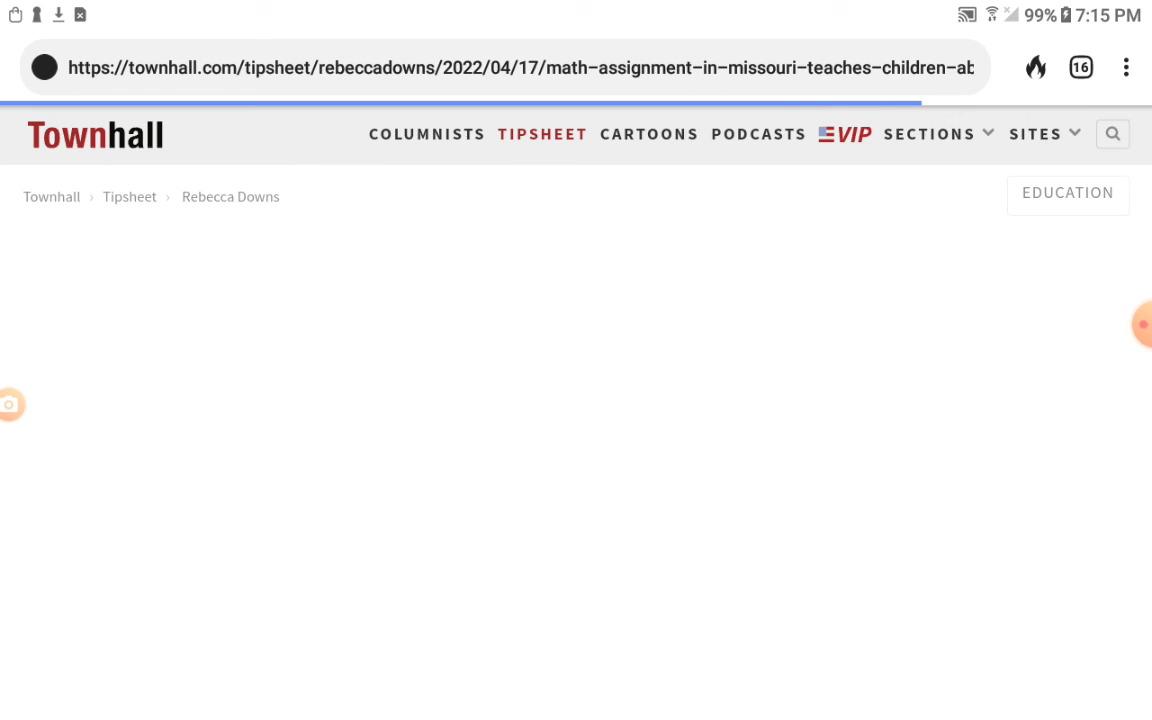 99% 7:15 PM
https://townhall.com/tipsheet/rebeccadowns/2022/04/17/math-assignment-in-missouri-teaches-children-ab
16
Townhall COLUMNISTS TIPSHEET CARTOONS PODCASTS VIP SECTIONS SITES
Townhall › Tipsheet › Rebecca Downs EDUCATION